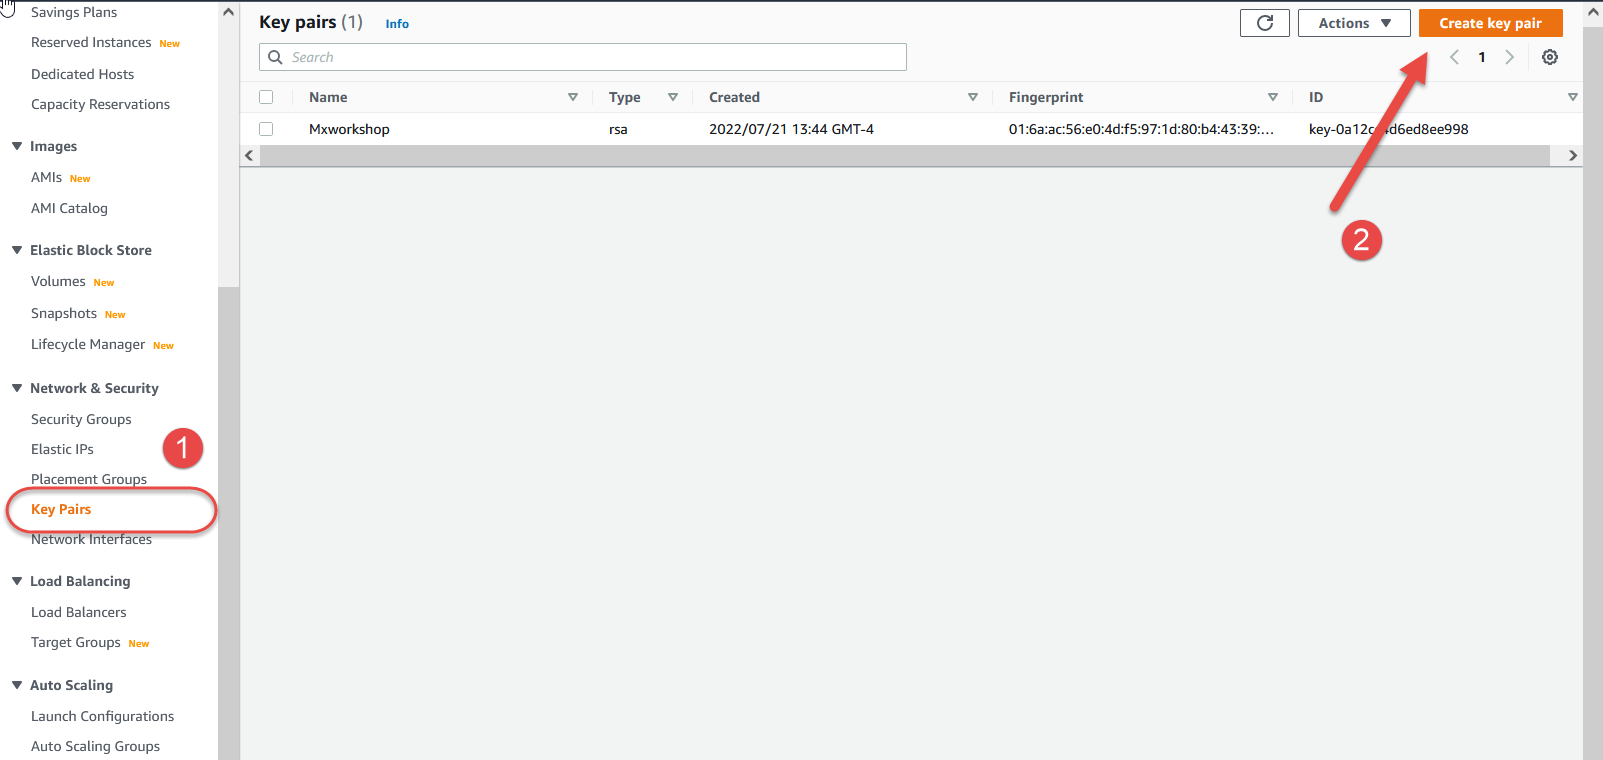 Savings Plans
Reserved Instances New
Dedicated Hosts
Capacity Reservations
Images
AMIs New
AMI Catalog
Elastic Block Store
Volumes New
Snapshots New
Lifecycle Manager New
Network & Security
Security Groups
Elastic IPs
1
Placement Groups
Key Pairs
Network Interfaces
Load Balancing
Load Balancers
Target Groups New
Auto Scaling
Launch Configurations
Auto Scaling Groups
Key pairs (1) Info
Actions
Create key pair
Search
1
Name Type Created Fingerprint ID
Mxworkshop rsa 2022/07/21 13:44 GMT-4 01:6a:ac:56:e0:4d:f5:97:1d:80:b4:43:39:...
2